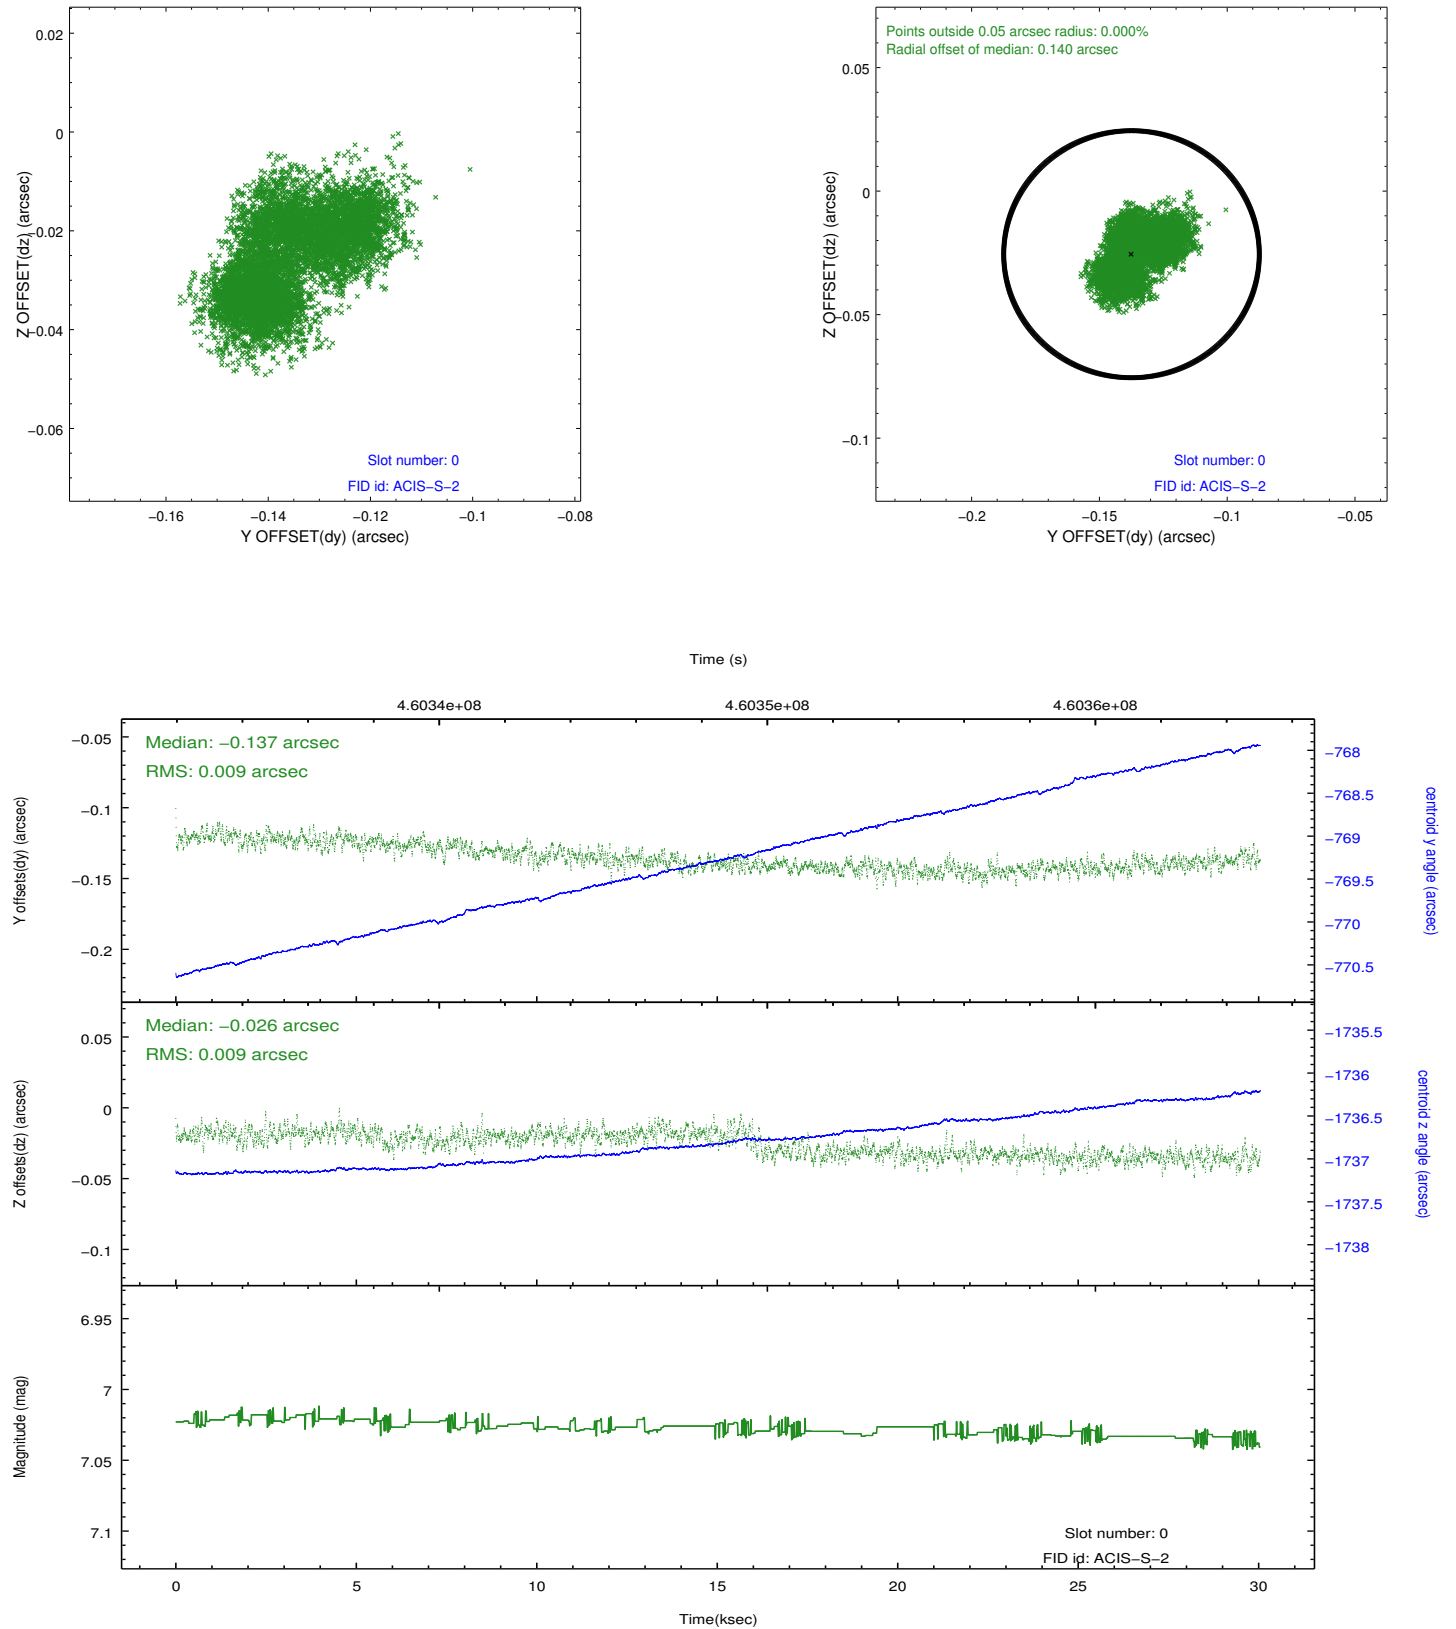 0.02
0
−0.02
−0.04
−0.06
Z OFFSET(dz) (arcsec)
Slot number: 0
FID id: ACIS−S−2
−0.16
−0.14
−0.12
−0.1
−0.08
Y OFFSET(dy) (arcsec)
Points outside 0.05 arcsec radius: 0.000%
Radial offset of median: 0.140 arcsec
0.05
0
−0.05
−0.1
Z OFFSET(dz) (arcsec)
Slot number: 0
FID id: ACIS−S−2
−0.2
−0.15
−0.1
−0.05
Y OFFSET(dy) (arcsec)
Time (s)
4.6034e+08
4.6035e+08
4.6036e+08
Median: −0.137 arcsec
RMS: 0.009 arcsec
−0.05
−0.1
−0.15
−0.2
Y offsets(dy) (arcsec)
−768
−768.5
−769
−769.5
−770
−770.5
centroid y angle (arcsec)
Median: −0.026 arcsec
RMS: 0.009 arcsec
0.05
0
−0.05
−0.1
Z offsets(dz) (arcsec)
−1735.5
−1736
−1736.5
−1737
−1737.5
−1738
centroid z angle (arcsec)
6.95
7
7.05
7.1
Magnitude (mag)
Slot number: 0
FID id: ACIS−S−2
0
5
10
15
20
25
30
Time(ksec)